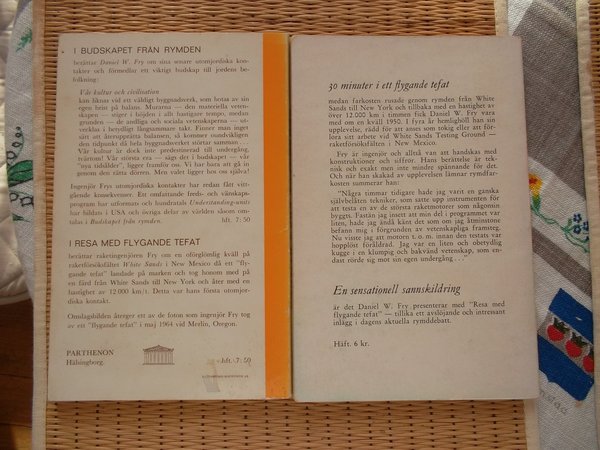 I BUDSKAPET FRÅN RYMDEN
berättar Daniel W. Fry om sina senare utomjordiska kon-
takter och förmedlar ett viktigt budskap till jordens be-
folkning:
Vår kultur och civilisation
kan liknas vid ett väldigt byggnadsverk, som hotas av sin
egen brist på balans. Murarna — den materiella veten-
skapen — stiger i höjden i allt hastigare tempo, medan
grunden — de andliga och sociala vetenskaperna — ut-
vecklas i betydligt långsammare takt. Finner man inget
sätt att återupprätta balansen, så kommer ofrånkomligen
den tidpunkt då hela byggnadsverket störtar samman.
Vår kultur är dock inte predestinerad till undergång,
tvärtom! Vår största era — sägs det i budskapet — vår
"nya tidsålder", ligger framför oss. Vi har bara att gå in
genom den rätta dörren. Men valet ligger hos oss själva!
Ingenjör Frys utomjordiska kontakter har redan fått vitt-
gående konsekvenser. Ett omfattande freds- och vänskaps-
program har utformats och hundratals Understanding-units
har bildats i USA och övriga delar av världen såsom om-
talas i Budskapet från rymden.
hft. 7: 50
I RESA MED FLYGANDE TEFAT
berättar raketingenjören Fry om en oförglömlig kväll på
raketförsöksfältet White Sands i New Mexico då ett "fly-
gande tefat" landade på marken och tog honom med på
en färd från White Sands till New York och åter med en
hastighet av 12 000 km/t. Detta var hans första utomjor-
diska kontakt.
Omslagsbilden återger ett av de foton som ingenjör Fry tog
av ett "flygande tefat" i maj 1964 vid Merlin, Oregon.
PARTHENON
Hälsingborg.
hft. 7: 50
30 minuter i ett flygande tefat
medan farkosten rusade genom rymden från White
Sands till New York och tillbaka med en hastighet av
över 12.000 km i timmen fick Daniel W. Fry vara
med om en kväll 1950. I fyra år hemlighöll han sin
upplevelse, rädd för att anses som tokig eller att för-
lora sitt arbete vid White Sands Testing Ground —
raketförsöksfälten i New Mexico.
Fry är ingenjör och alltså van att handskas med
konstruktioner och siffror. Hans berättelse är tek-
nisk och exakt men inte mindre spännande för det.
Och när han skakad av upplevelsen lämnar rymdfar-
kosten summerar han:
"Några timmar tidigare hade jag varit en ganska
självbelåten tekniker, som satte upp instrumenten för
att testa en av de största raketmotorer som någonsin
byggts. Fastän jag insett att min del i programmet var
liten, hade jag ändå känt det som om jag åtminstone
befann mig i förgrunden av vetenskapliga framsteg.
Nu visste jag att motorn t. o. m. innan den testats var
hopplöst föråldrad. Jag var en liten och obetydlig
kugge i en klumpig och bakvänd vetenskap, som en-
dast rörde sig mot sin egen undergång . . ."
En sensationell sannskildring
är det Daniel W. Fry presenterar med "Resa med
flygande tefat" — tillika ett avslöjande och intressant
inlägg i dagens aktuella rymddebatt.
Häft. 6 kr.